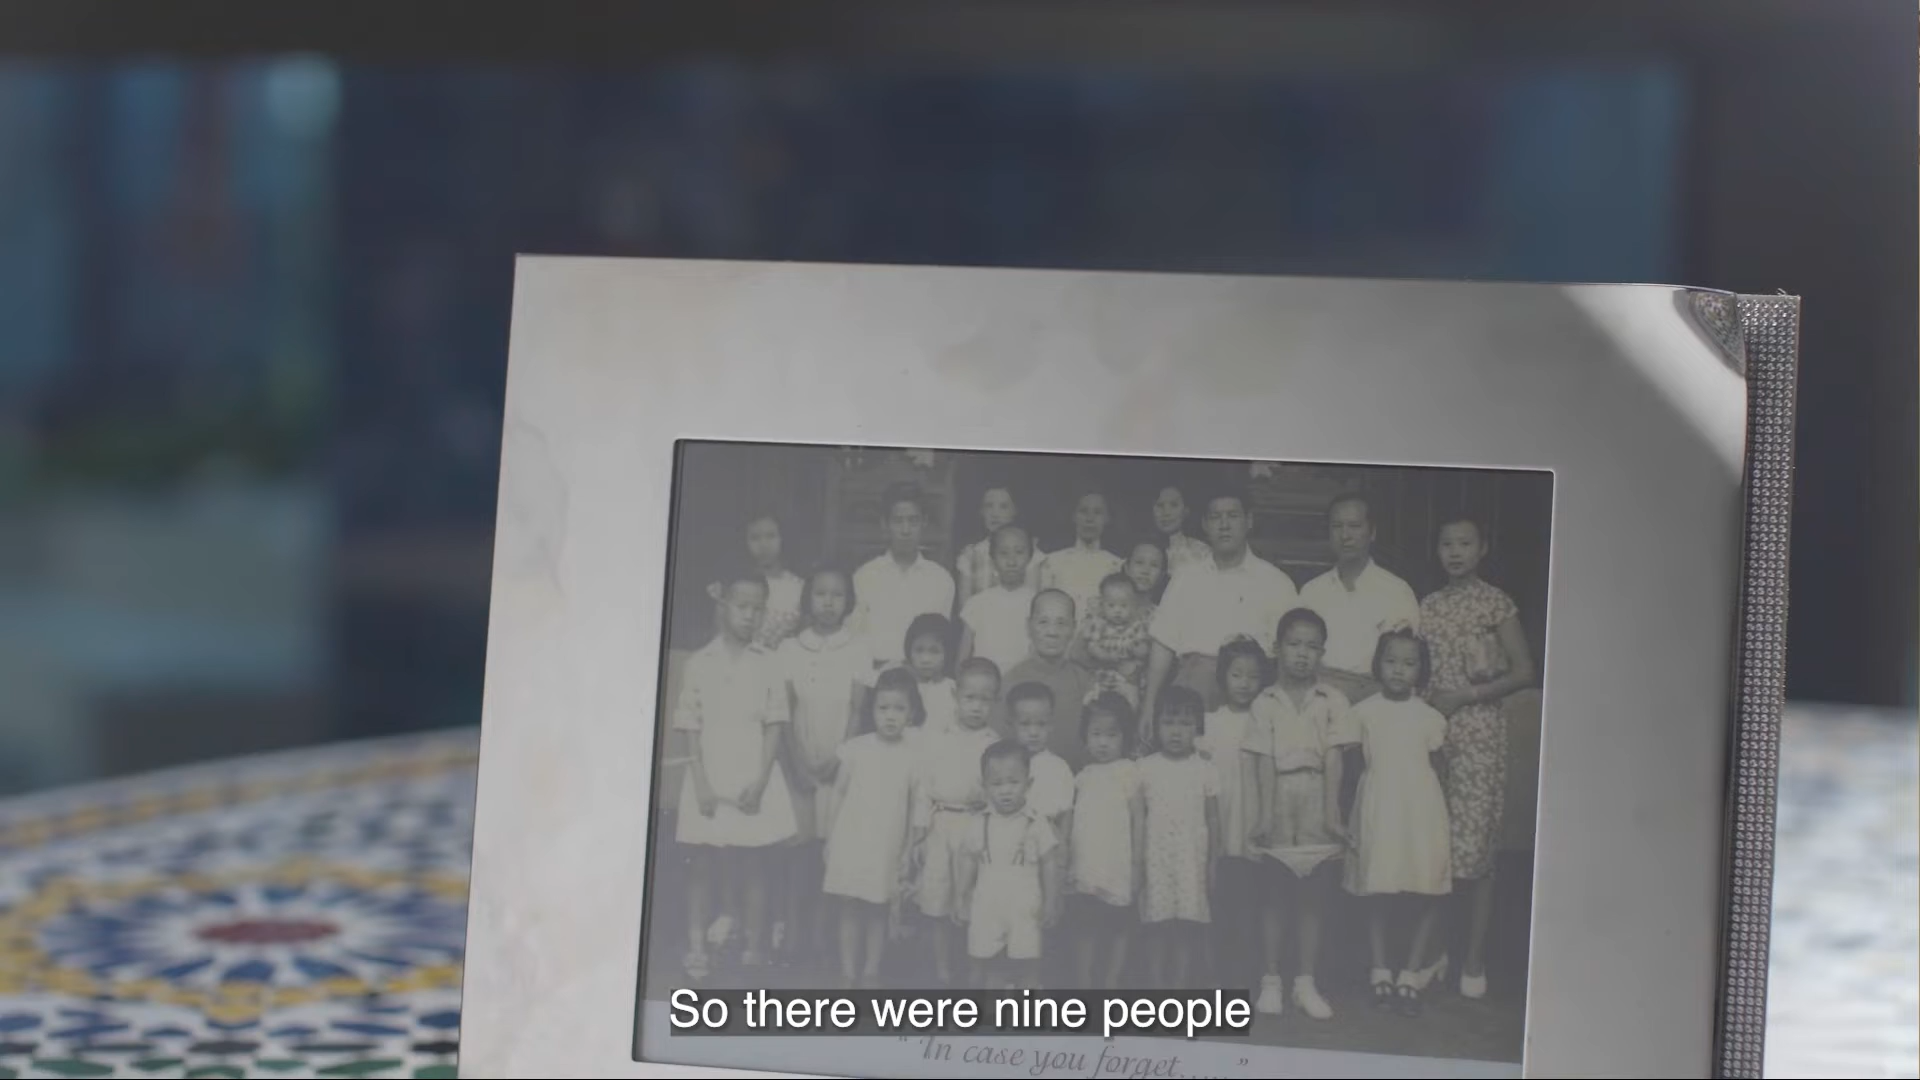 So there were nine people
“In case you forget.....”